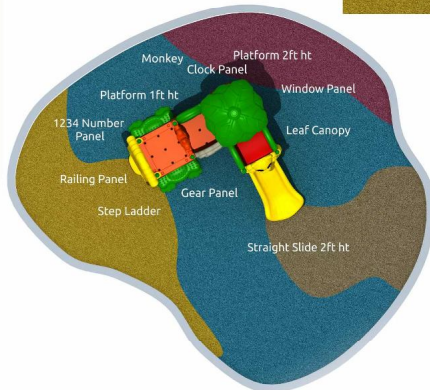 Monkey
Platform 2ft ht
Clock Panel
Window Panel
Platform 1ft ht
1234 Number
Panel
Leaf Canopy
Railing Panel
Gear Panel
Step Ladder
Straight Slide 2ft ht